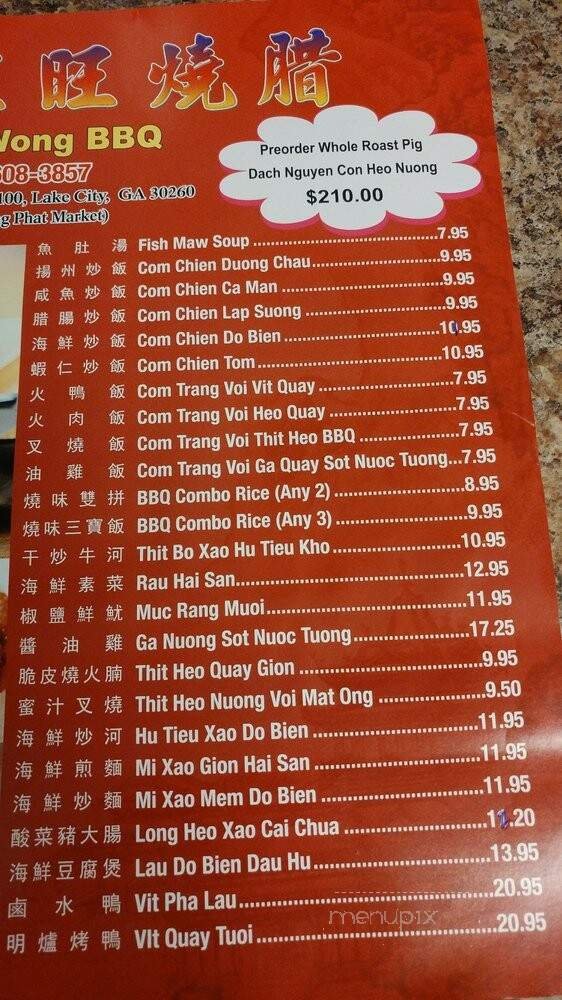 旺燒腊
Wong BBQ
608-3857
100, Lake City, GA 30260
g Phat Market)
Preorder Whole Roast Pig
Dach Nguyen Con Heo Nuong
$210.00
魚肚湯 Fish Maw Soup 7.95
揚州炒飯 Com Chien Duong Chau 9.95
咸魚炒飯 Com Chien Ca Man 9.95
腊腸炒飯 Com Chien Lap Suong 9.95
海鮮炒飯 Com Chien Do Bien 10.95
蝦仁炒飯 Com Chien Tom 10.95
火鴨飯 Com Trang Voi Vit Quay 7.95
火肉飯 Com Trang Voi Heo Quay 7.95
叉燒飯 Com Trang Voi Thit Heo BBQ 7.95
油雞飯 Com Trang Voi Ga Quay Sot Nuoc Tuong 7.95
燒味雙拼 BBQ Combo Rice (Any 2) 8.95
燒味三寶飯 BBQ Combo Rice (Any 3) 9.95
干炒牛河 Thit Bo Xao Hu Tieu Kho 10.95
海鮮素菜 Rau Hai San 12.95
椒鹽鮮魷 Muc Rang Muoi 11.95
醬油雞 Ga Nuong Sot Nuoc Tuong 17.25
脆皮燒火腩 Thit Heo Quay Gion 9.95
蜜汁叉燒 Thit Heo Nuong Voi Mat Ong 9.50
海鮮炒河 Hu Tieu Xao Do Bien 11.95
海鮮煎麵 Mi Xao Gion Hai San 11.95
海鮮炒麵 Mi Xao Mem Do Bien 11.95
酸菜豬大腸 Long Heo Xao Cai Chua 11.20
海鮮豆腐煲 Lau Do Bien Dau Hu 13.95
鹵水鴨 Vit Pha Lau 20.95
明爐烤鴨 VIt Quay Tuoi 20.95
menupix